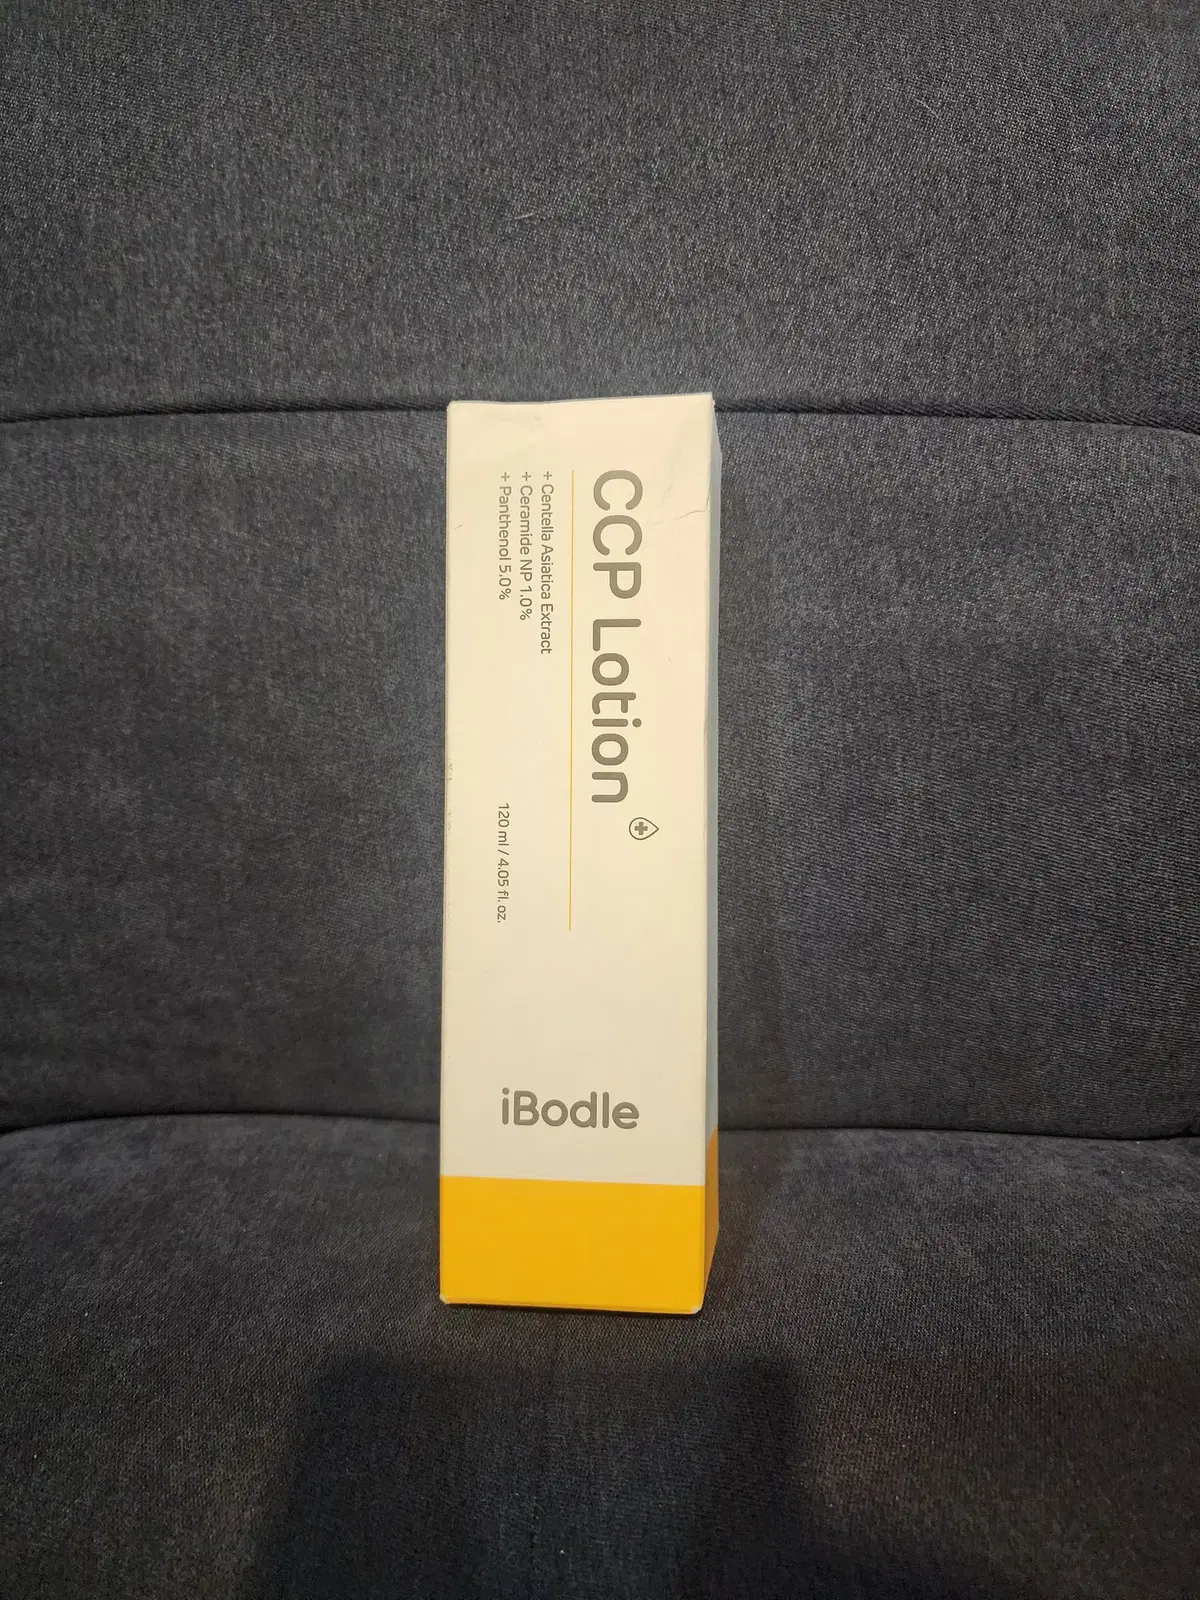 CCP Lotion
+ Centella Asiatica Extract
+ Ceramide NP 1.0%
+ Panthenol 5.0%
120 ml / 4.05 fl. oz.
iBodle